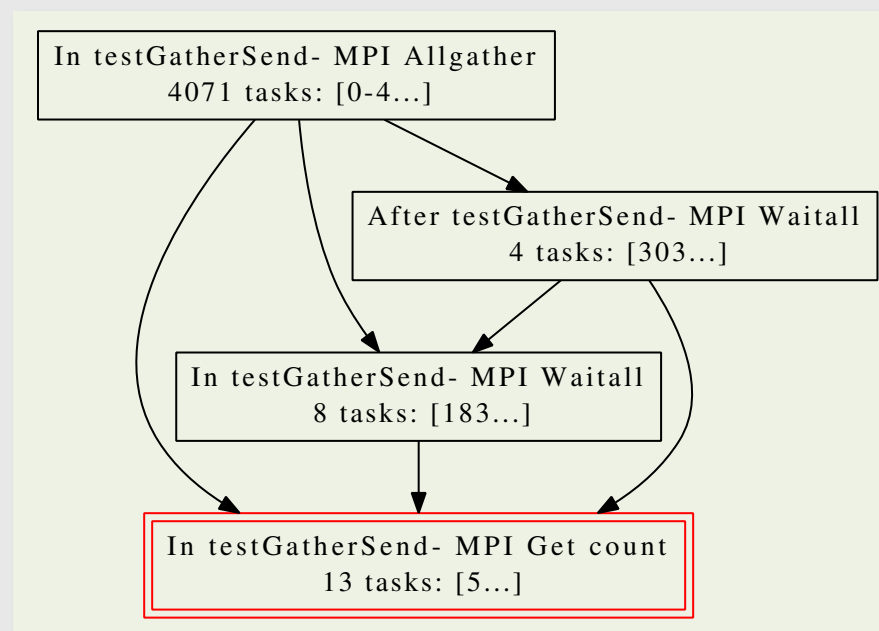 In testGatherSend- MPI Allgather
4071 tasks: [0-4...]
After testGatherSend- MPI Waitall
4 tasks: [303...]
In testGatherSend- MPI Waitall
8 tasks: [183...]
In testGatherSend- MPI Get count
13 tasks: [5...]